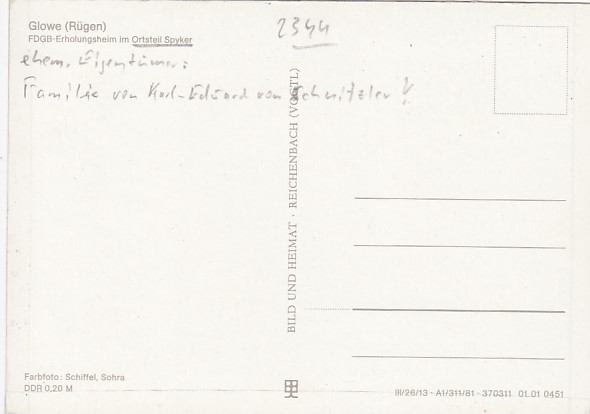 Glowe (Rügen)
FDGB-Erholungsheim im Ortsteil Spyker
2344
ehem. Eigentümer:
Familie von Karl-Eduard von Schnitzler!
BILD UND HEIMAT · REICHENBACH (VOGTL)
Farbfoto: Schiffel, Sohra
DDR 0,20 M
III/26/13 - A1/311/81 - 370311 01.01 0451